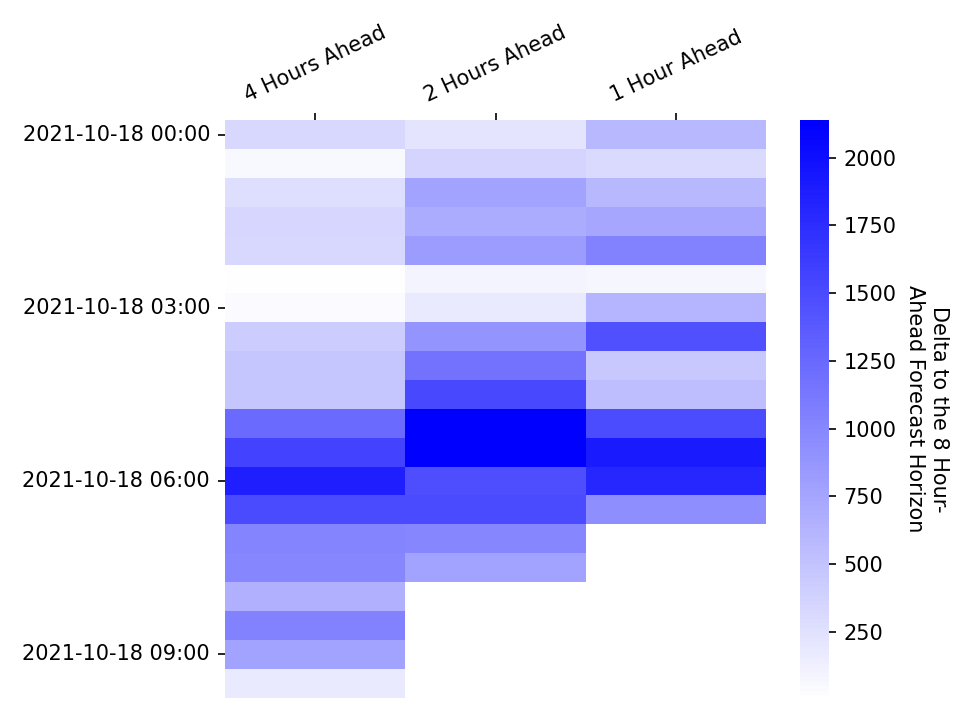 4 Hours Ahead
2 Hours Ahead
1 Hour Ahead
2021-10-18 00:00
2021-10-18 03:00
2021-10-18 06:00
2021-10-18 09:00
2000
1750
1500
1250
1000
750
500
250
Delta to the 8 Hour-
Ahead Forecast Horizon